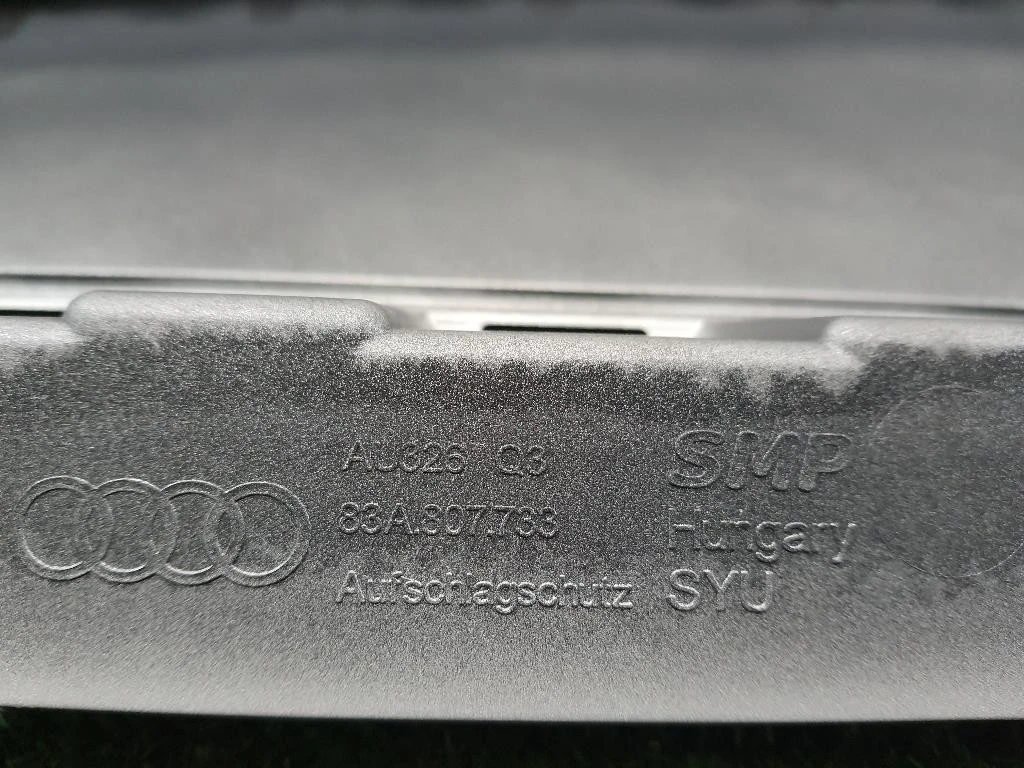 AU326 Q3
83A.807.733
Aufschlagschutz
SMP
Hungary
SYU